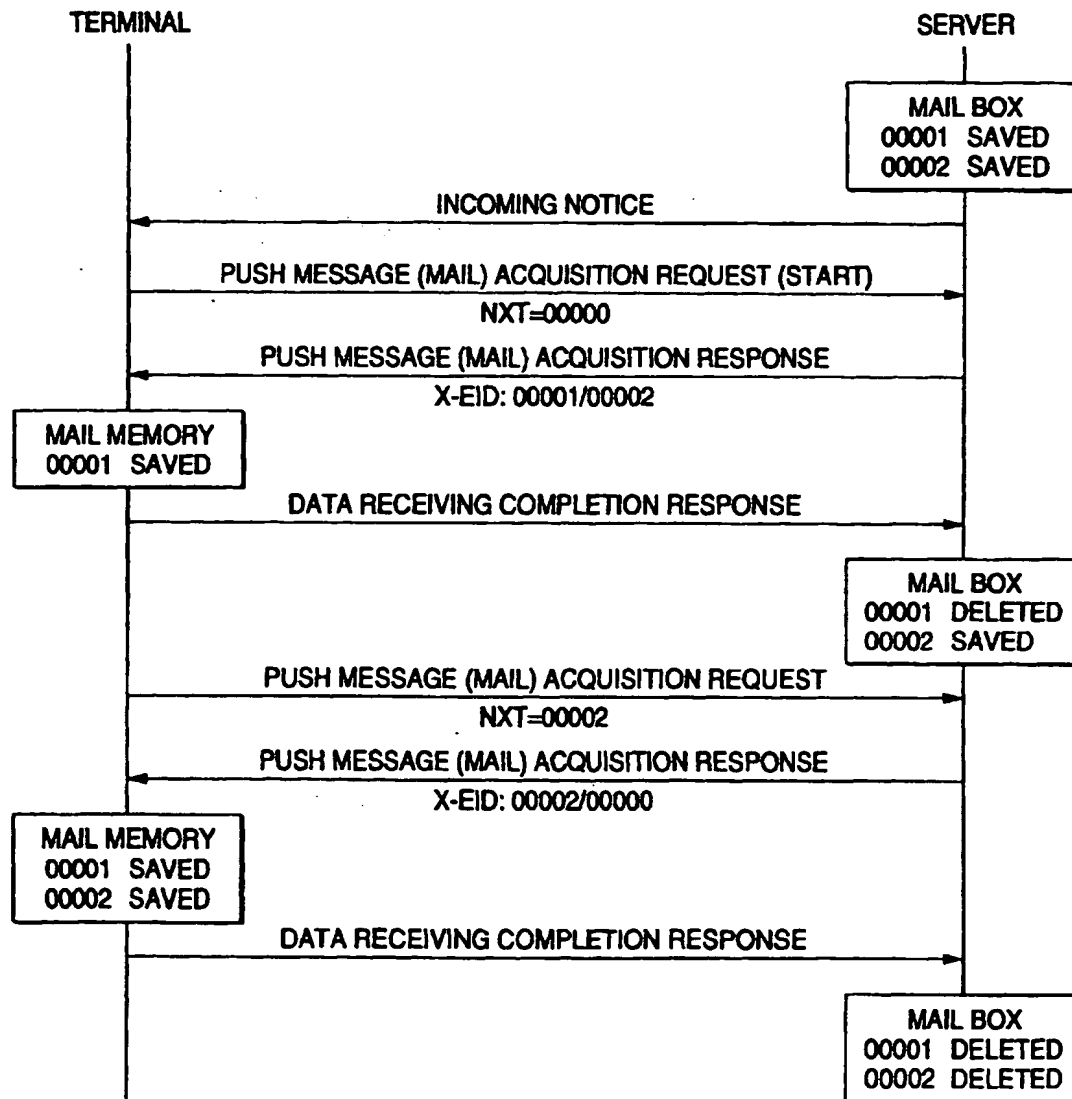 TERMINAL
SERVER
MAIL BOX
00001 SAVED
00002 SAVED
INCOMING NOTICE
PUSH MESSAGE (MAIL) ACQUISITION REQUEST (START)
NXT=00000
PUSH MESSAGE (MAIL) ACQUISITION RESPONSE
X-EID: 00001/00002
MAIL MEMORY
00001 SAVED
DATA RECEIVING COMPLETION RESPONSE
MAIL BOX
00001 DELETED
00002 SAVED
PUSH MESSAGE (MAIL) ACQUISITION REQUEST
NXT=00002
PUSH MESSAGE (MAIL) ACQUISITION RESPONSE
X-EID: 00002/00000
MAIL MEMORY
00001 SAVED
00002 SAVED
DATA RECEIVING COMPLETION RESPONSE
MAIL BOX
00001 DELETED
00002 DELETED